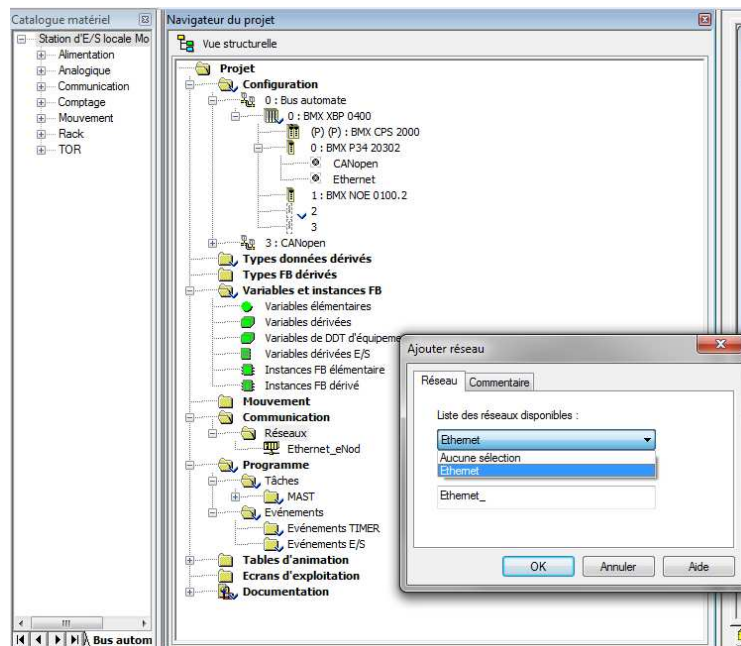 Catalogue matériel
Station d'E/S locale Mo
Alimentation
Analogique
Communication
Comptage
Mouvement
Rack
TOR
Bus autom
Navigateur du projet
Vue structurelle
Projet
Configuration
0 : Bus automate
0 : BMX XBP 0400
(P) (P) : BMX CPS 2000
0 : BMX P34 20302
CANopen
Ethernet
1 : BMX NOE 0100.2
2
3
3 : CANopen
Types données dérivés
Types FB dérivés
Variables et instances FB
Variables élémentaires
Variables dérivées
Variables de DDT d'équipeme
Variables dérivées E/S
Instances FB élémentaire
Instances FB dérivé
Mouvement
Communication
Réseaux
Ethernet_eNod
Programme
Tâches
MAST
Evénements
Evénements TIMER
Evénements E/S
Tables d'animation
Ecrans d'exploitation
Documentation
Ajouter réseau
Réseau
Commentaire
Liste des réseaux disponibles :
Ethernet
Aucune sélection
Ethernet
Ethernet_
OK
Annuler
Aide